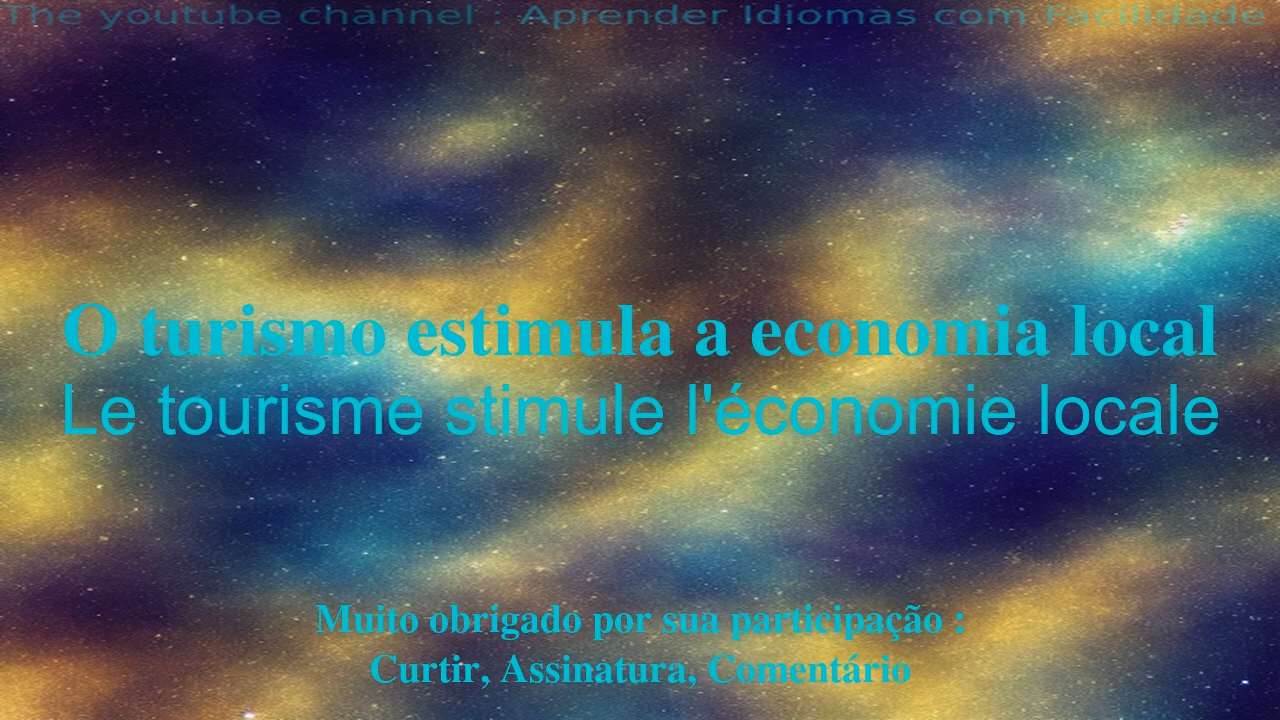 The youtube channel : Aprender Idiomas com Facilidade
O turismo estimula a economia local
Le tourisme stimule l'économie locale
Muito obrigado por sua participação :
Curtir, Assinatura, Comentário